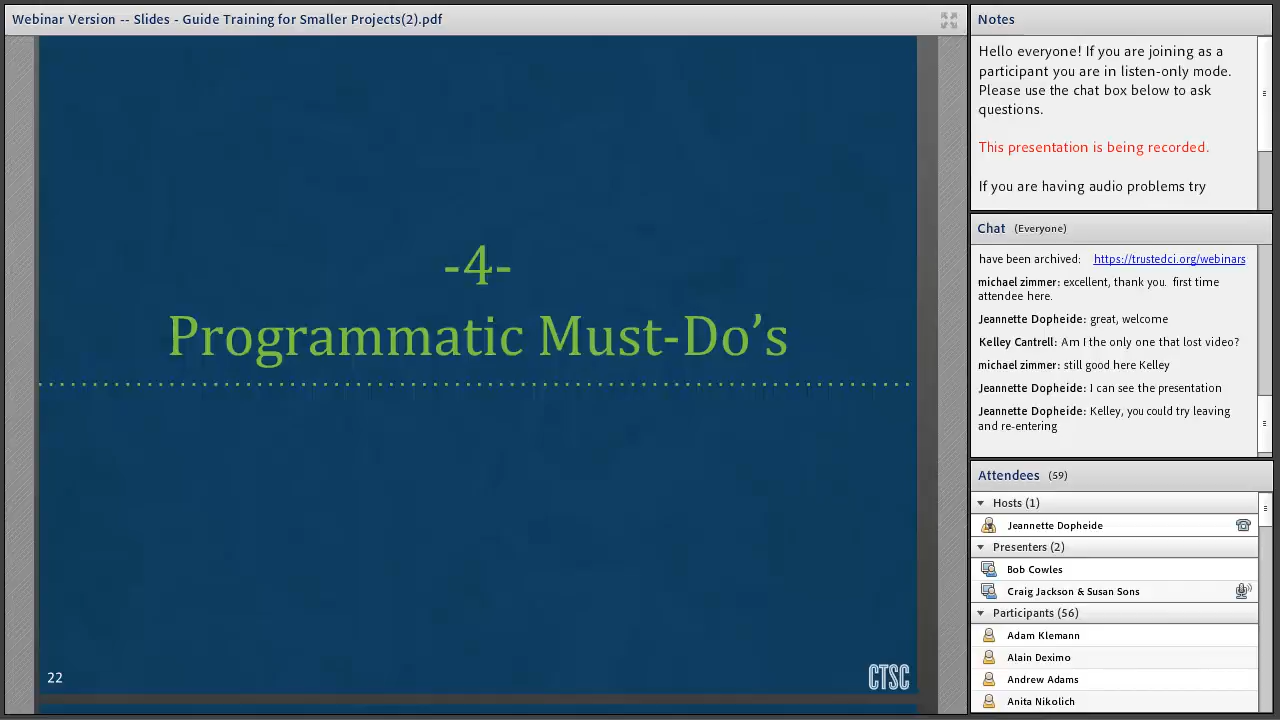 Webinar Version -- Slides - Guide Training for Smaller Projects(2).pdf
-4-
Programmatic Must-Do’s
22
CTSC
Notes
Hello everyone! If you are joining as a
participant you are in listen-only mode.
Please use the chat box below to ask
questions.
This presentation is being recorded.
If you are having audio problems try
Chat (Everyone)
have been archived: https://trustedci.org/webinars
michael zimmer: excellent, thank you. first time
attendee here.
Jeannette Dopheide: great, welcome
Kelley Cantrell: Am I the only one that lost video?
michael zimmer: still good here Kelley
Jeannette Dopheide: I can see the presentation
Jeannette Dopheide: Kelley, you could try leaving
and re-entering
Attendees (59)
Hosts (1)
Jeannette Dopheide
Presenters (2)
Bob Cowles
Craig Jackson & Susan Sons
Participants (56)
Adam Klemann
Alain Deximo
Andrew Adams
Anita Nikolich